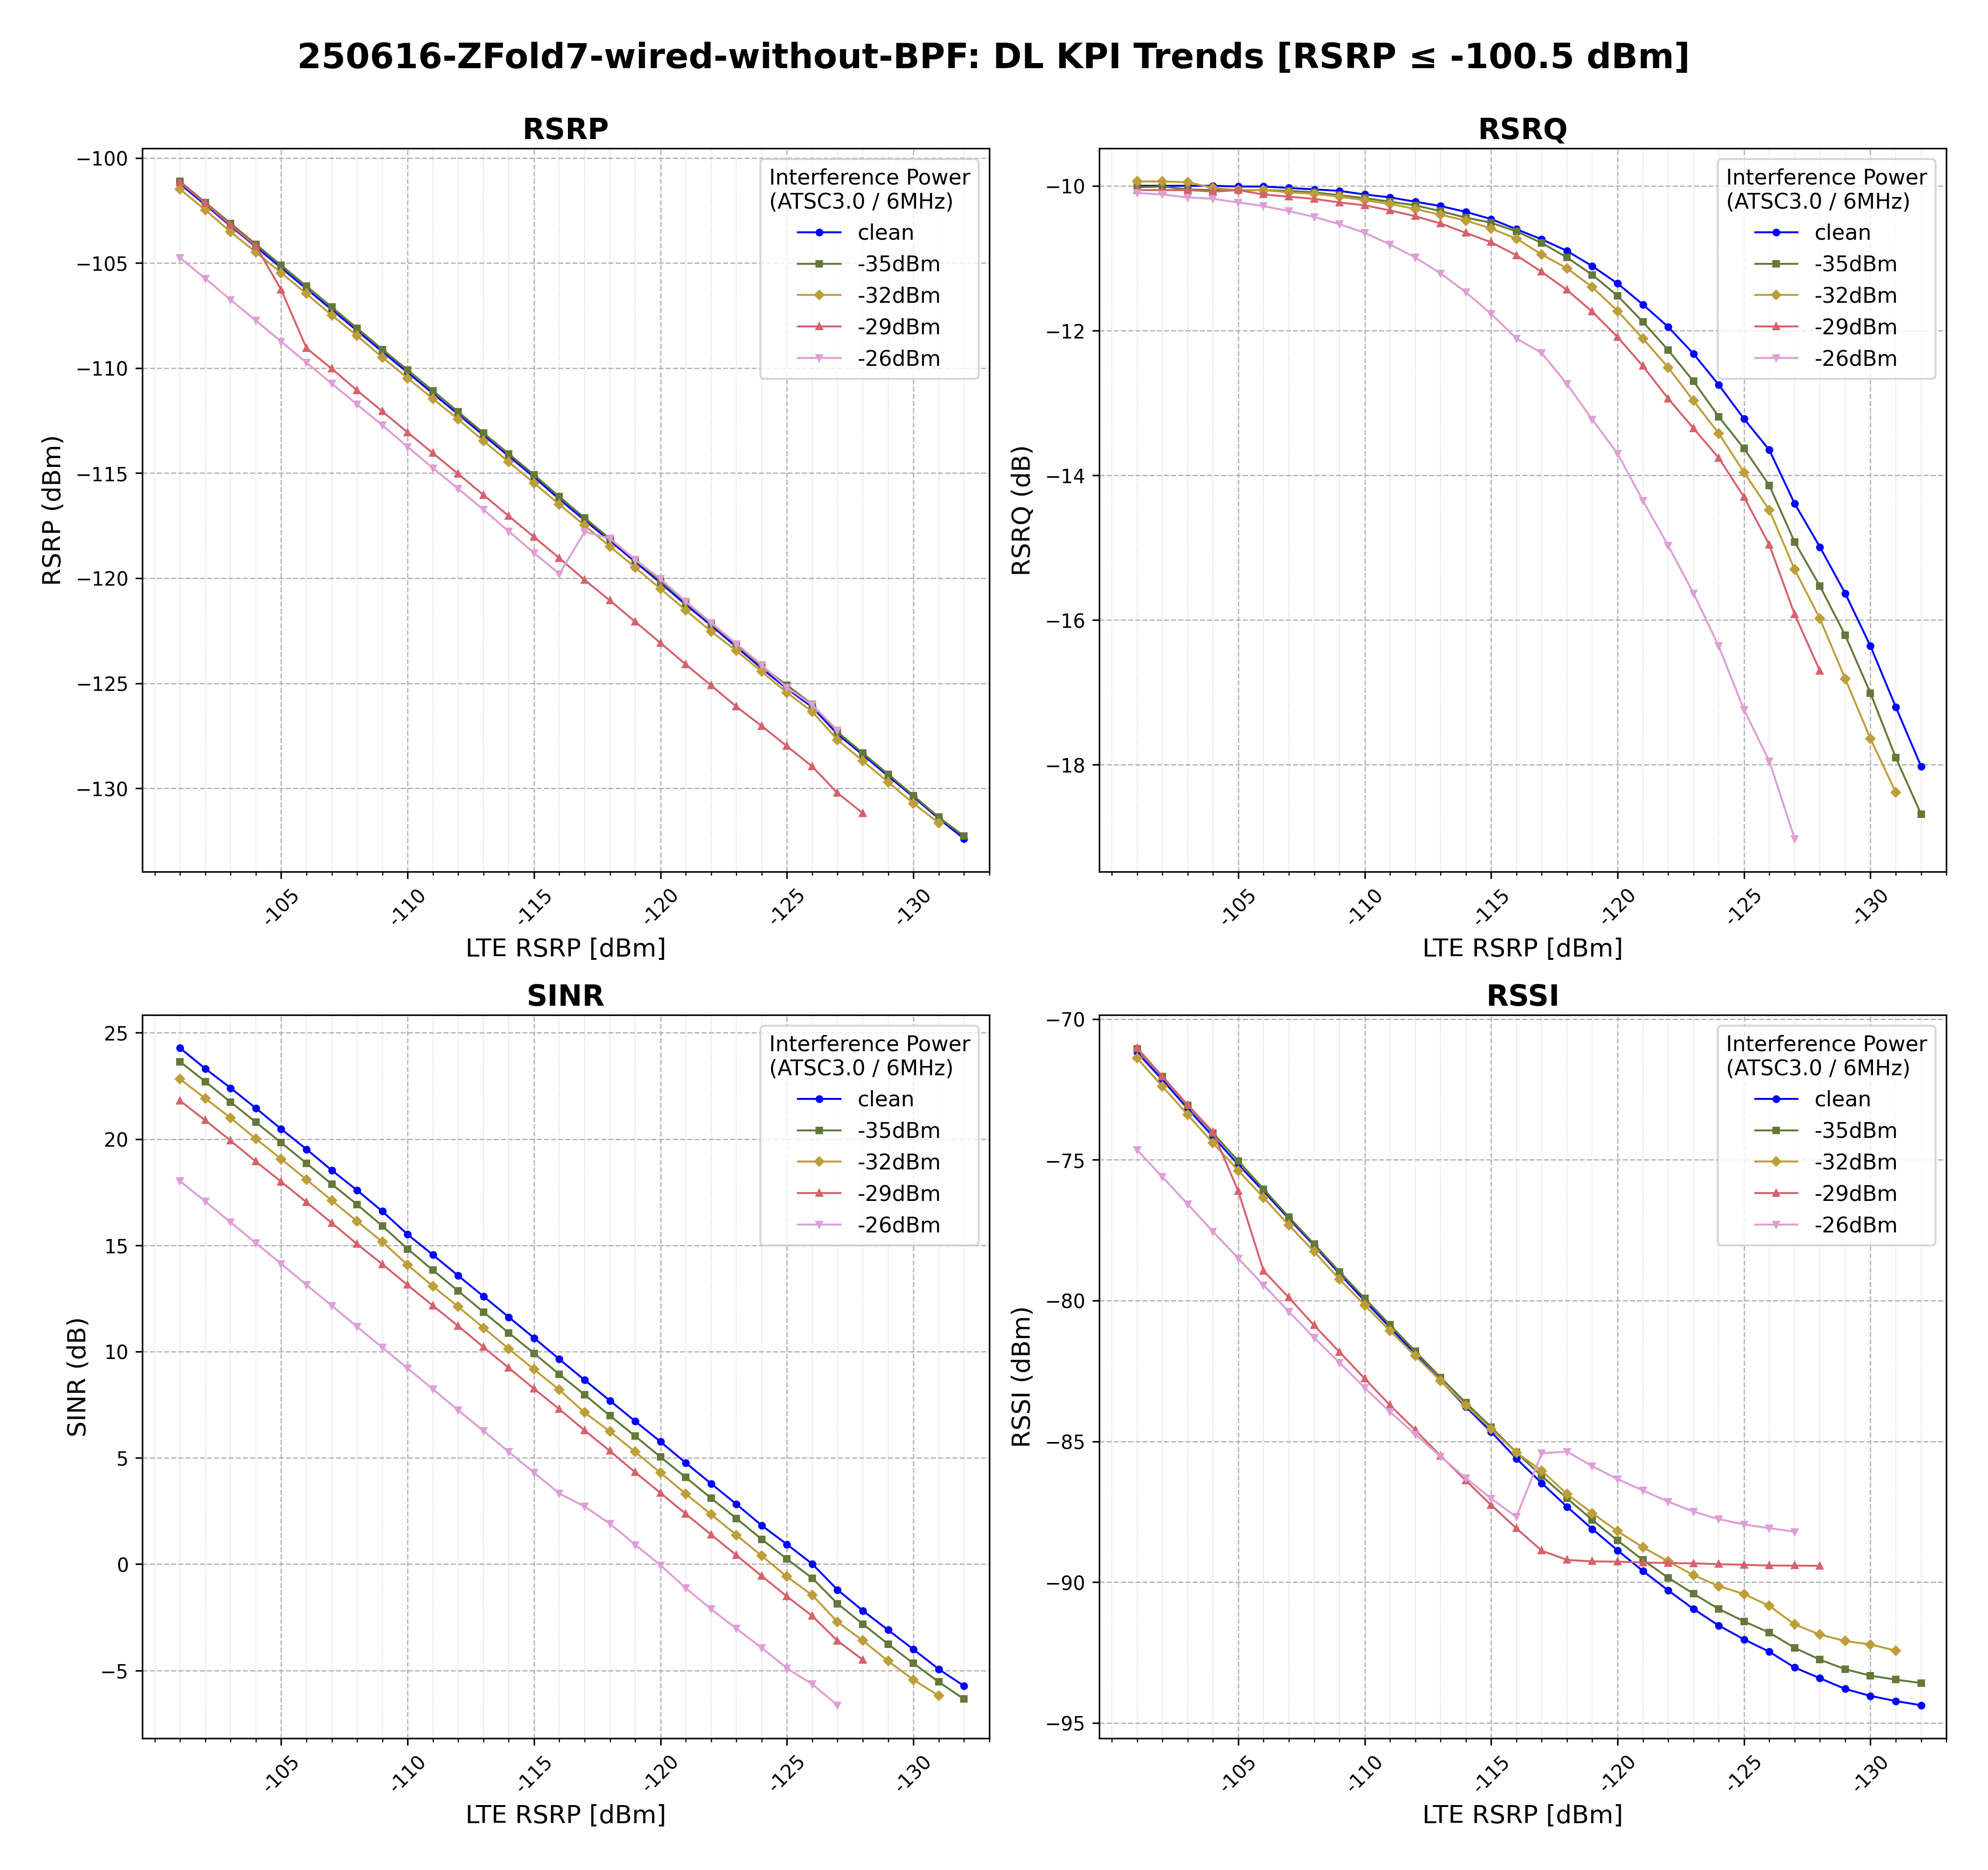 250616-ZFold7-wired-without-BPF: DL KPI Trends [RSRP ≤ -100.5 dBm]
RSRP
−100
−105
−110
−115
−120
−125
−130
RSRP (dBm)
-105
-110
-115
-120
-125
-130
LTE RSRP [dBm]
Interference Power
(ATSC3.0 / 6MHz)
clean
-35dBm
-32dBm
-29dBm
-26dBm
RSRQ
−10
−12
−14
−16
−18
RSRQ (dB)
-105
-110
-115
-120
-125
-130
LTE RSRP [dBm]
Interference Power
(ATSC3.0 / 6MHz)
clean
-35dBm
-32dBm
-29dBm
-26dBm
SINR
25
20
15
10
5
0
−5
SINR (dB)
-105
-110
-115
-120
-125
-130
LTE RSRP [dBm]
Interference Power
(ATSC3.0 / 6MHz)
clean
-35dBm
-32dBm
-29dBm
-26dBm
RSSI
−70
−75
−80
−85
−90
−95
RSSI (dBm)
-105
-110
-115
-120
-125
-130
LTE RSRP [dBm]
Interference Power
(ATSC3.0 / 6MHz)
clean
-35dBm
-32dBm
-29dBm
-26dBm